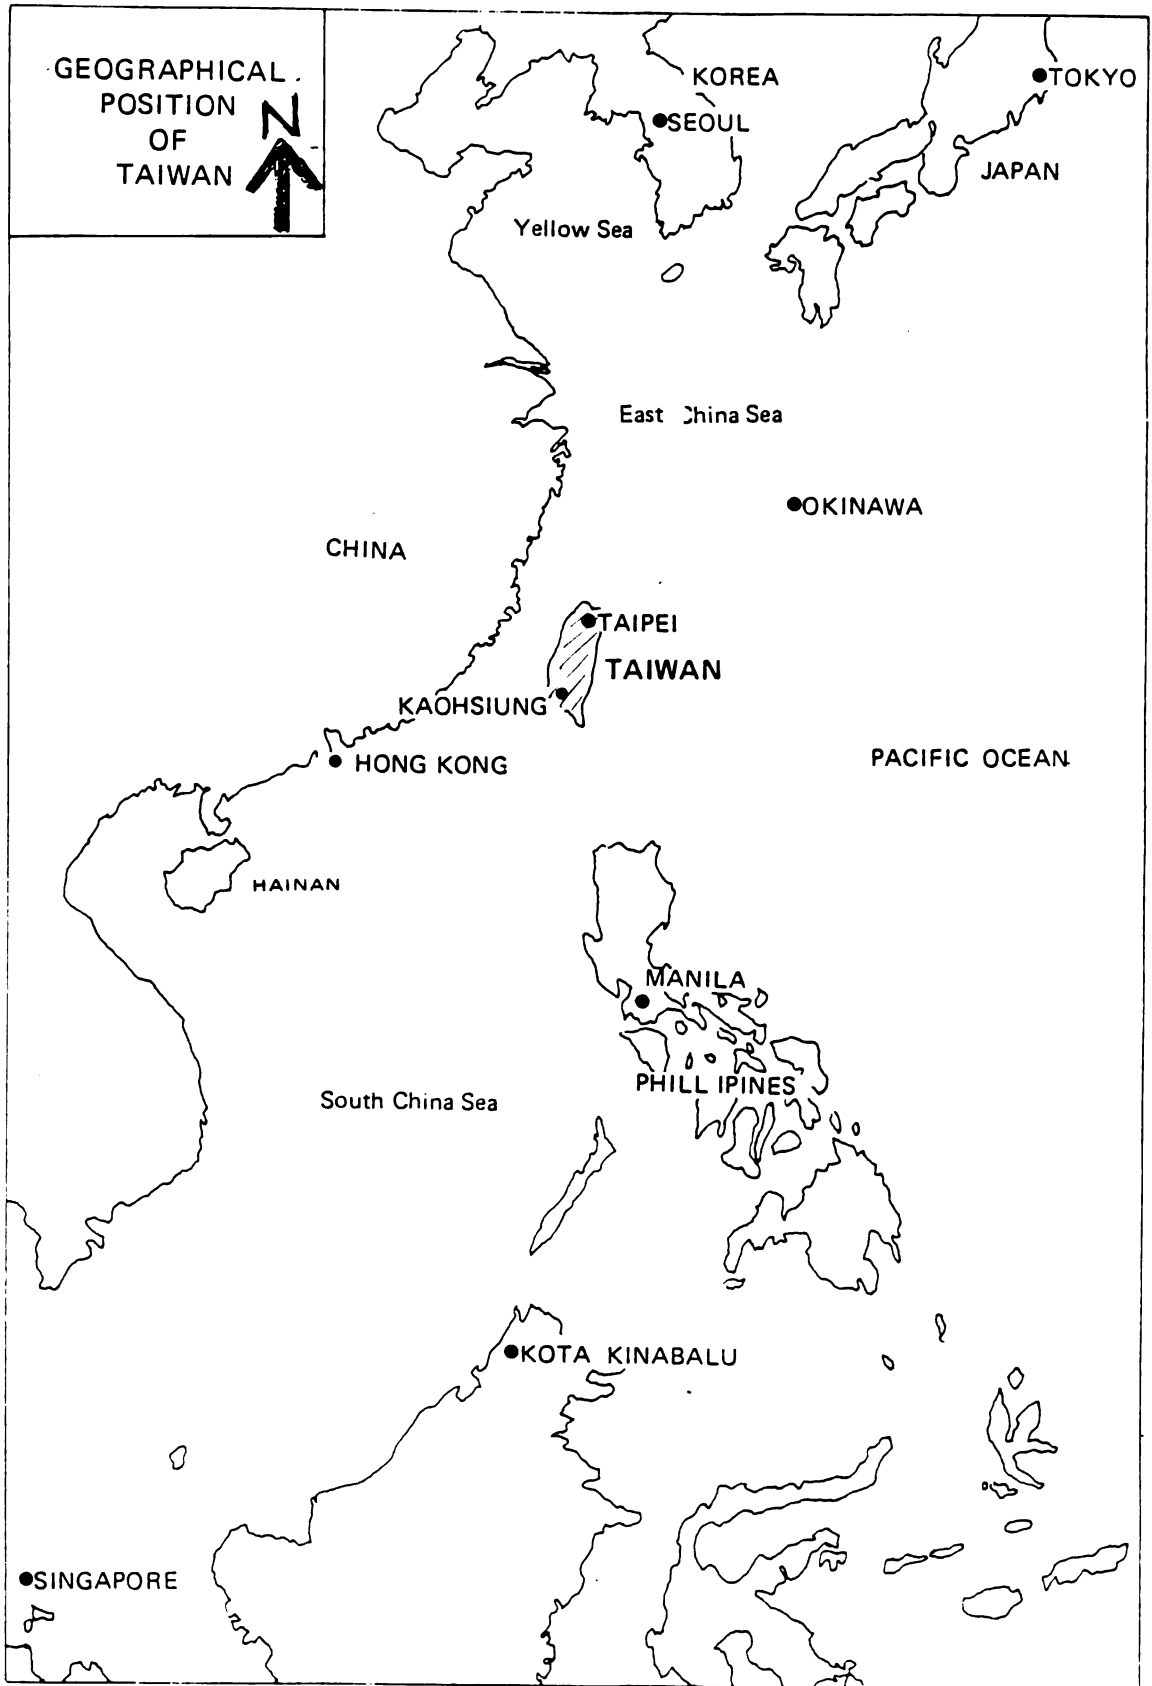 GEOGRAPHICAL
POSITION
OF
TAIWAN
N
KOREA
TOKYO
SEOUL
JAPAN
Yellow Sea
East China Sea
OKINAWA
CHINA
TAIPEI
TAIWAN
KAOHSIUNG
HONG KONG
PACIFIC OCEAN
HAINAN
MANILA
PHILL IPINES
South China Sea
KOTA KINABALU
SINGAPORE